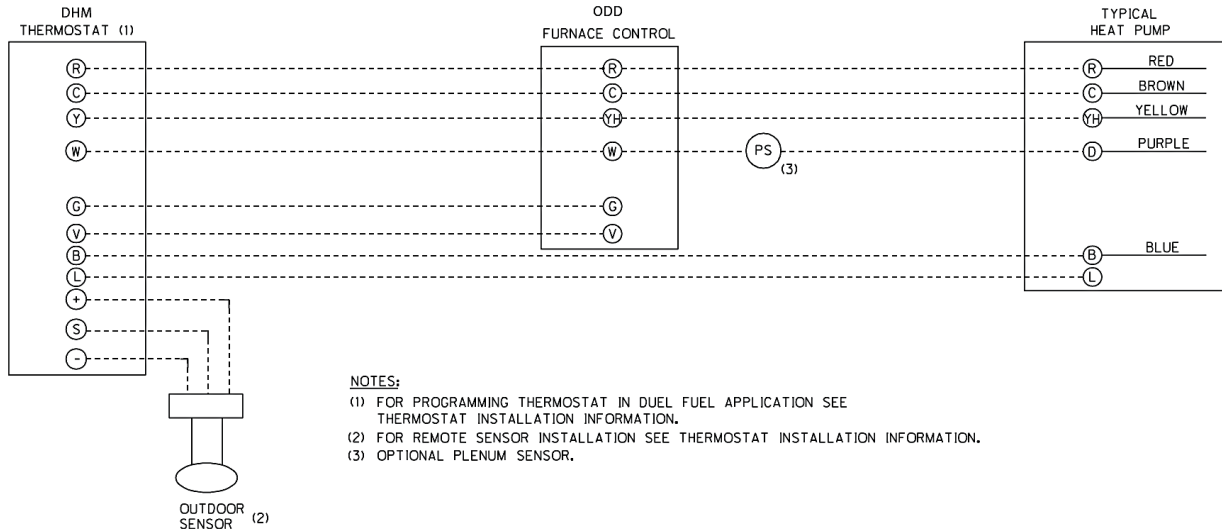 DHM
THERMOSTAT (1)
ODD
FURNACE CONTROL
TYPICAL
HEAT PUMP
R R R RED
C C C BROWN
Y YH YH YELLOW
W W PS D PURPLE
(3)
G G
V V
B B BLUE
L L
+
S
-
NOTES:
(1) FOR PROGRAMMING THERMOSTAT IN DUEL FUEL APPLICATION SEE
THERMOSTAT INSTALLATION INFORMATION.
(2) FOR REMOTE SENSOR INSTALLATION SEE THERMOSTAT INSTALLATION INFORMATION.
(3) OPTIONAL PLENUM SENSOR.
OUTDOOR
SENSOR (2)